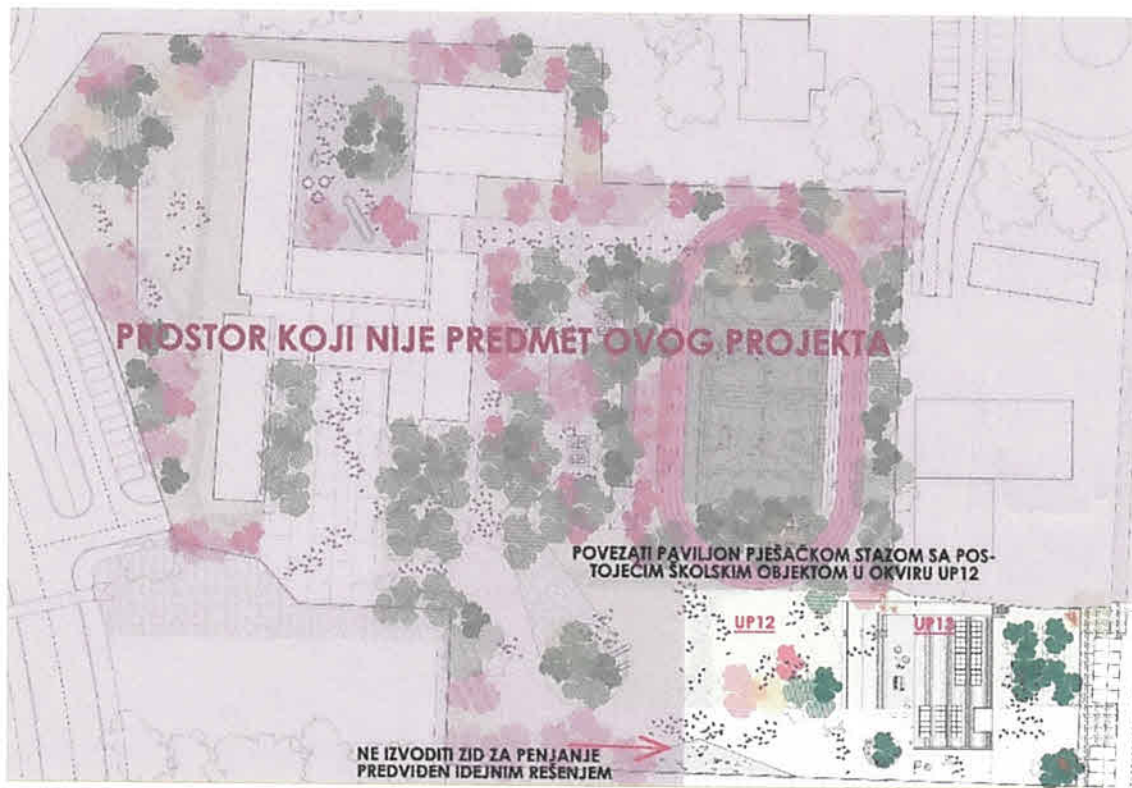 PROSTOR KOJI NIJE PREDMET OVOG PROJEKTA
POVEZATI PAVILJON PJEŠAČKOM STAZOM SA POS-
TOJEĆIM ŠKOLSKIM OBJEKTOM U OKVIRU UP12
UP12
UP13
NE IZVODITI ZID ZA PENJANJE
PREDVIĐEN IDEJNIM REŠENJEM